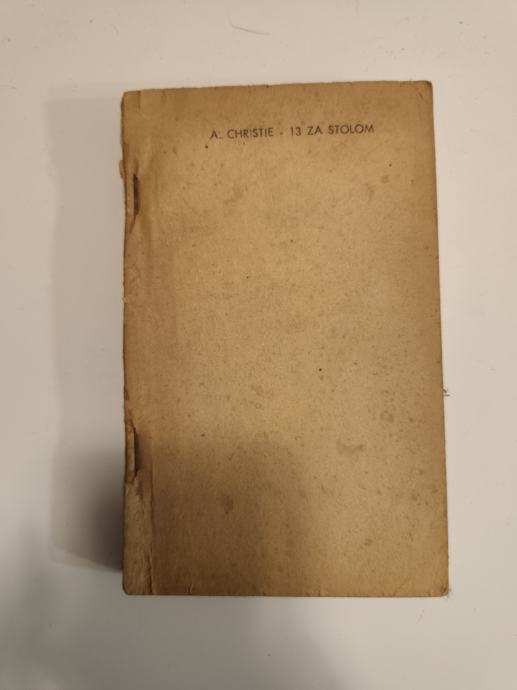 A. CHRISTIE - 13 ZA STOLOM